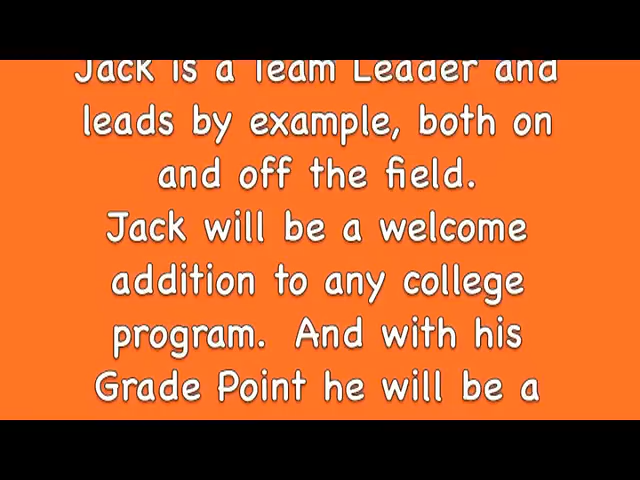 Jack is a Team Leader and
leads by example, both on
and off the field.
Jack will be a welcome
addition to any college
program.  And with his
Grade Point he will be a